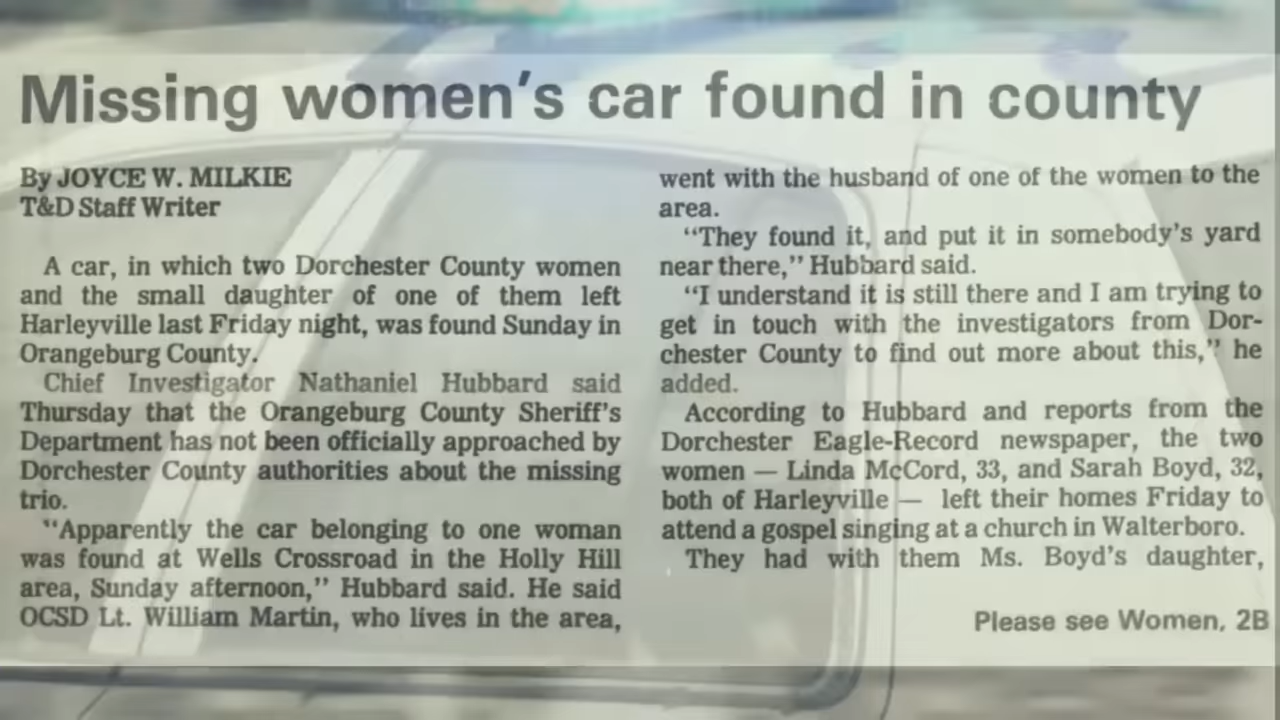 Missing women's car found in county
By JOYCE W. MILKIE
T&D Staff Writer
A car, in which two Dorchester County women
and the small daughter of one of them left
Harleyville last Friday night, was found Sunday in
Orangeburg County.
Chief Investigator Nathaniel Hubbard said
Thursday that the Orangeburg County Sheriff's
Department has not been officially approached by
Dorchester County authorities about the missing
trio.
"Apparently the car belonging to one woman
was found at Wells Crossroad in the Holly Hill
area, Sunday afternoon," Hubbard said. He said
OCSD Lt. William Martin, who lives in the area,
went with the husband of one of the women to the
area.
"They found it, and put it in somebody's yard
near there," Hubbard said.
"I understand it is still there and I am trying to
get in touch with the investigators from Dor-
chester County to find out more about this," he
added.
According to Hubbard and reports from the
Dorchester Eagle-Record newspaper, the two
women — Linda McCord, 33, and Sarah Boyd, 32,
both of Harleyville — left their homes Friday to
attend a gospel singing at a church in Walterboro.
They had with them Ms. Boyd's daughter,
Please see Women, 2B